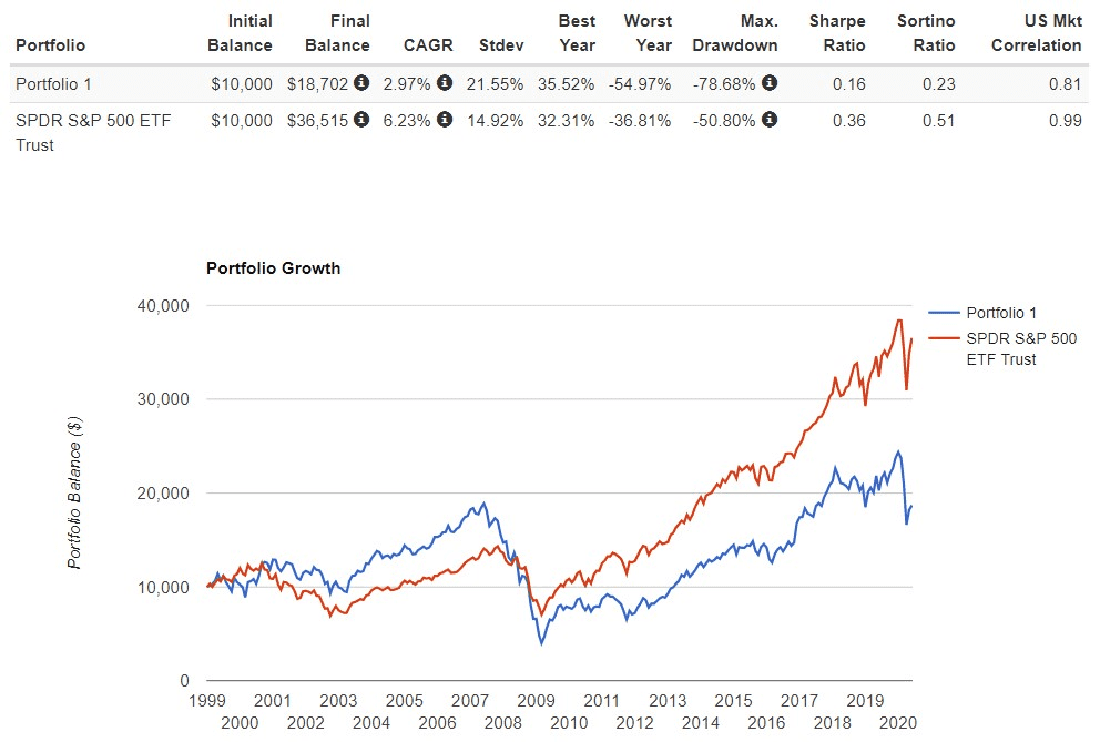 Portfolio Initial Balance Final Balance CAGR Stdev Best Year Worst Year Max. Drawdown Sharpe Ratio Sortino Ratio US Mkt Correlation
Portfolio 1 $10,000 $18,702 i 2.97% i 21.55% 35.52% -54.97% -78.68% i 0.16 0.23 0.81
SPDR S&P 500 ETF $10,000 $36,515 i 6.23% i 14.92% 32.31% -36.81% -50.80% i 0.36 0.51 0.99
Trust
Portfolio Growth
Portfolio 1
SPDR S&P 500
ETF Trust
Portfolio Balance ($)
40,000
30,000
20,000
10,000
0
1999 2001 2003 2005 2007 2009 2011 2013 2015 2017 2019
2000 2002 2004 2006 2008 2010 2012 2014 2016 2018 2020